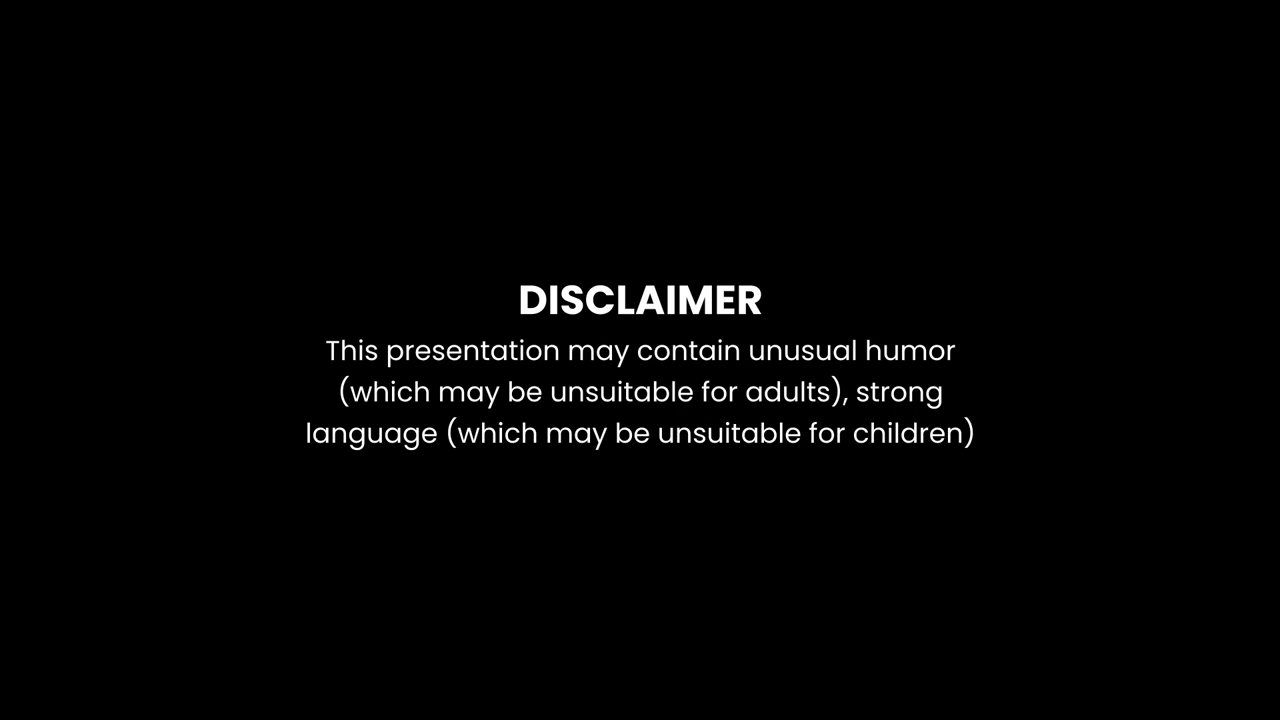 DISCLAIMER
This presentation may contain unusual humor
(which may be unsuitable for adults), strong
language (which may be unsuitable for children)